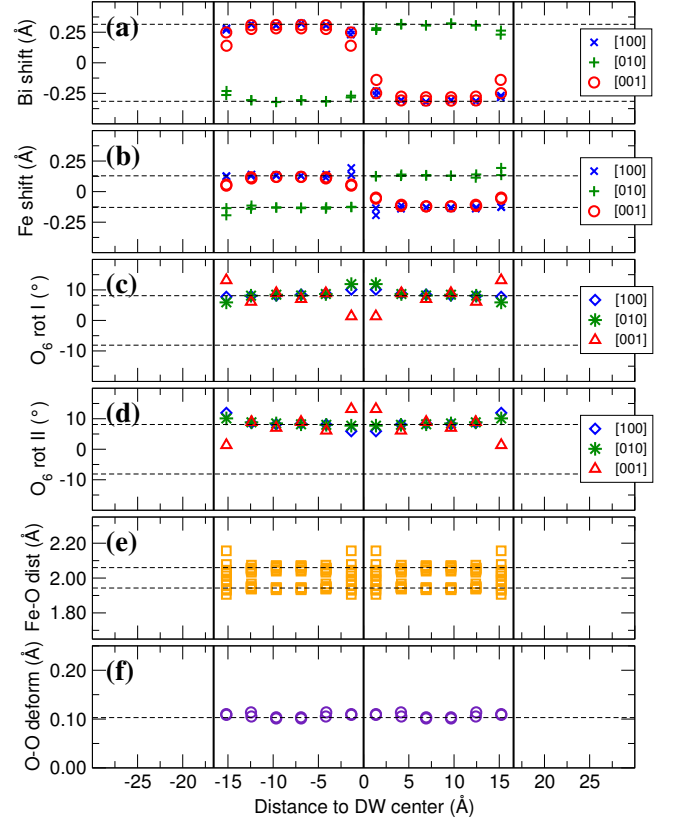 (a)
Bi shift (Å)
0.25
0
-0.25
[100]
[010]
[001]
(b)
Fe shift (Å)
0.25
0
-0.25
[100]
[010]
[001]
(c)
O6 rot I (°)
10
0
-10
[100]
[010]
[001]
(d)
O6 rot II (°)
10
0
-10
[100]
[010]
[001]
(e)
Fe-O dist (Å)
2.20
2.00
1.80
(f)
O-O deform (Å)
0.20
0.10
0.00
-25 -20 -15 -10 -5 0 5 10 15 20 25
Distance to DW center (Å)